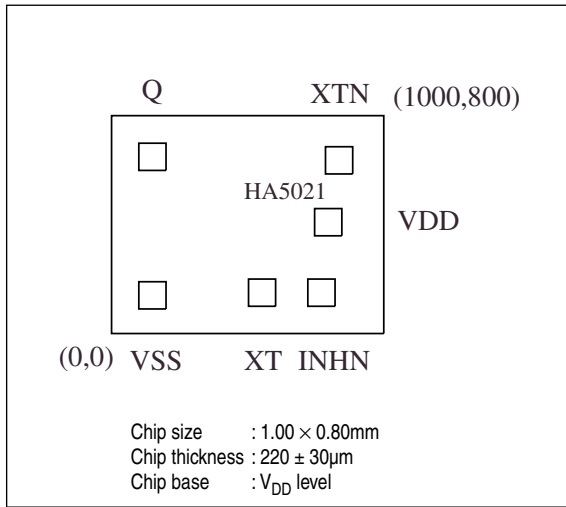 Q XTN (1000,800)
HA5021
VDD
(0,0) VSS XT INHN
Chip size : 1.00 × 0.80mm
Chip thickness : 220 ± 30µm
Chip base : VDD level